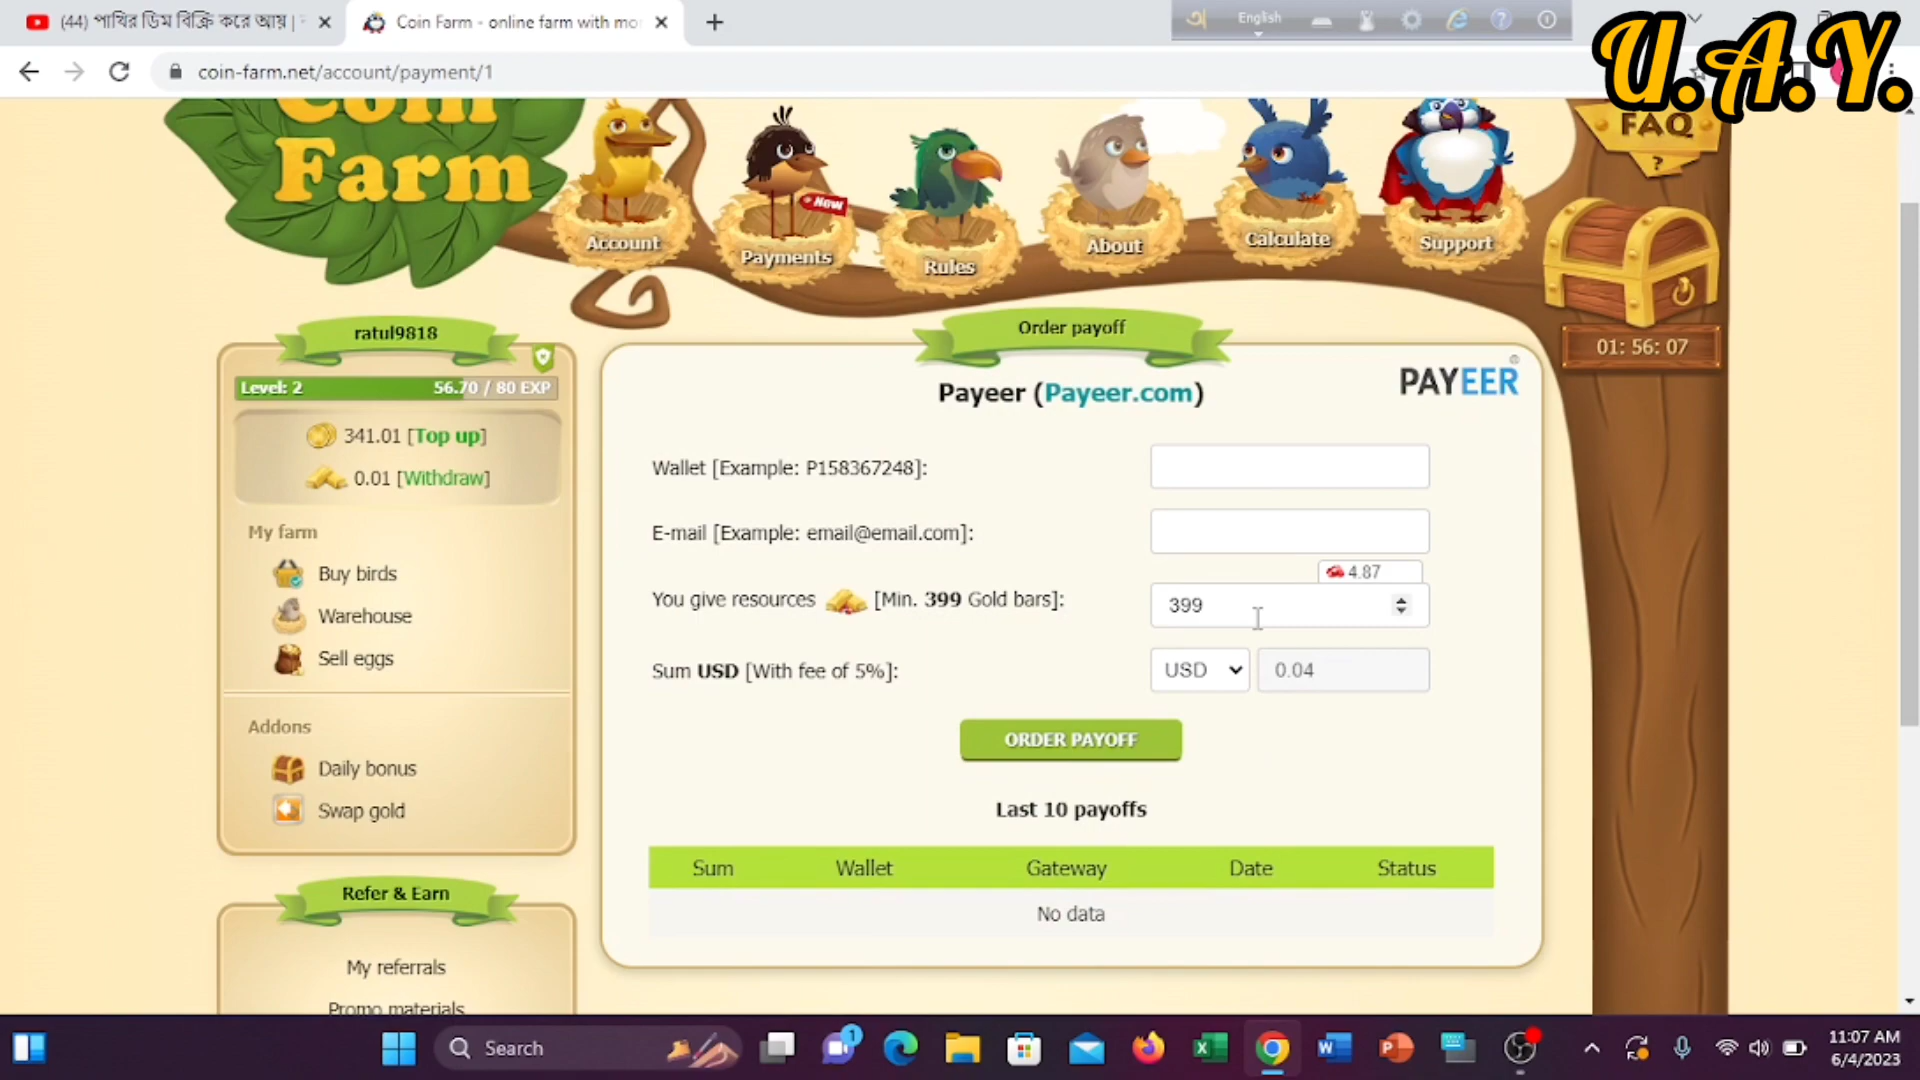 (44) পাখির ডিম বিক্রি করে আয় |
Coin Farm - online farm with mo
English
U.A.Y.
coin-farm.net/account/payment/1
Coin
Farm
Account
Payments
New
Rules
About
Calculate
Support
FAQ
?
01: 56: 07
ratul9818
Level: 2
56.70 / 80 EXP
341.01 [Top up]
0.01 [Withdraw]
My farm
Buy birds
Warehouse
Sell eggs
Addons
Daily bonus
Swap gold
Refer & Earn
My referrals
Promo materials
Order payoff
Payeer (Payeer.com)
PAYEER®
Wallet [Example: P158367248]:
E-mail [Example: email@email.com]:
4.87
You give resources [Min. 399 Gold bars]:
399
Sum USD [With fee of 5%]:
USD
0.04
ORDER PAYOFF
Last 10 payoffs
Sum Wallet Gateway Date Status
No data
Search
1
11:07 AM
6/4/2023